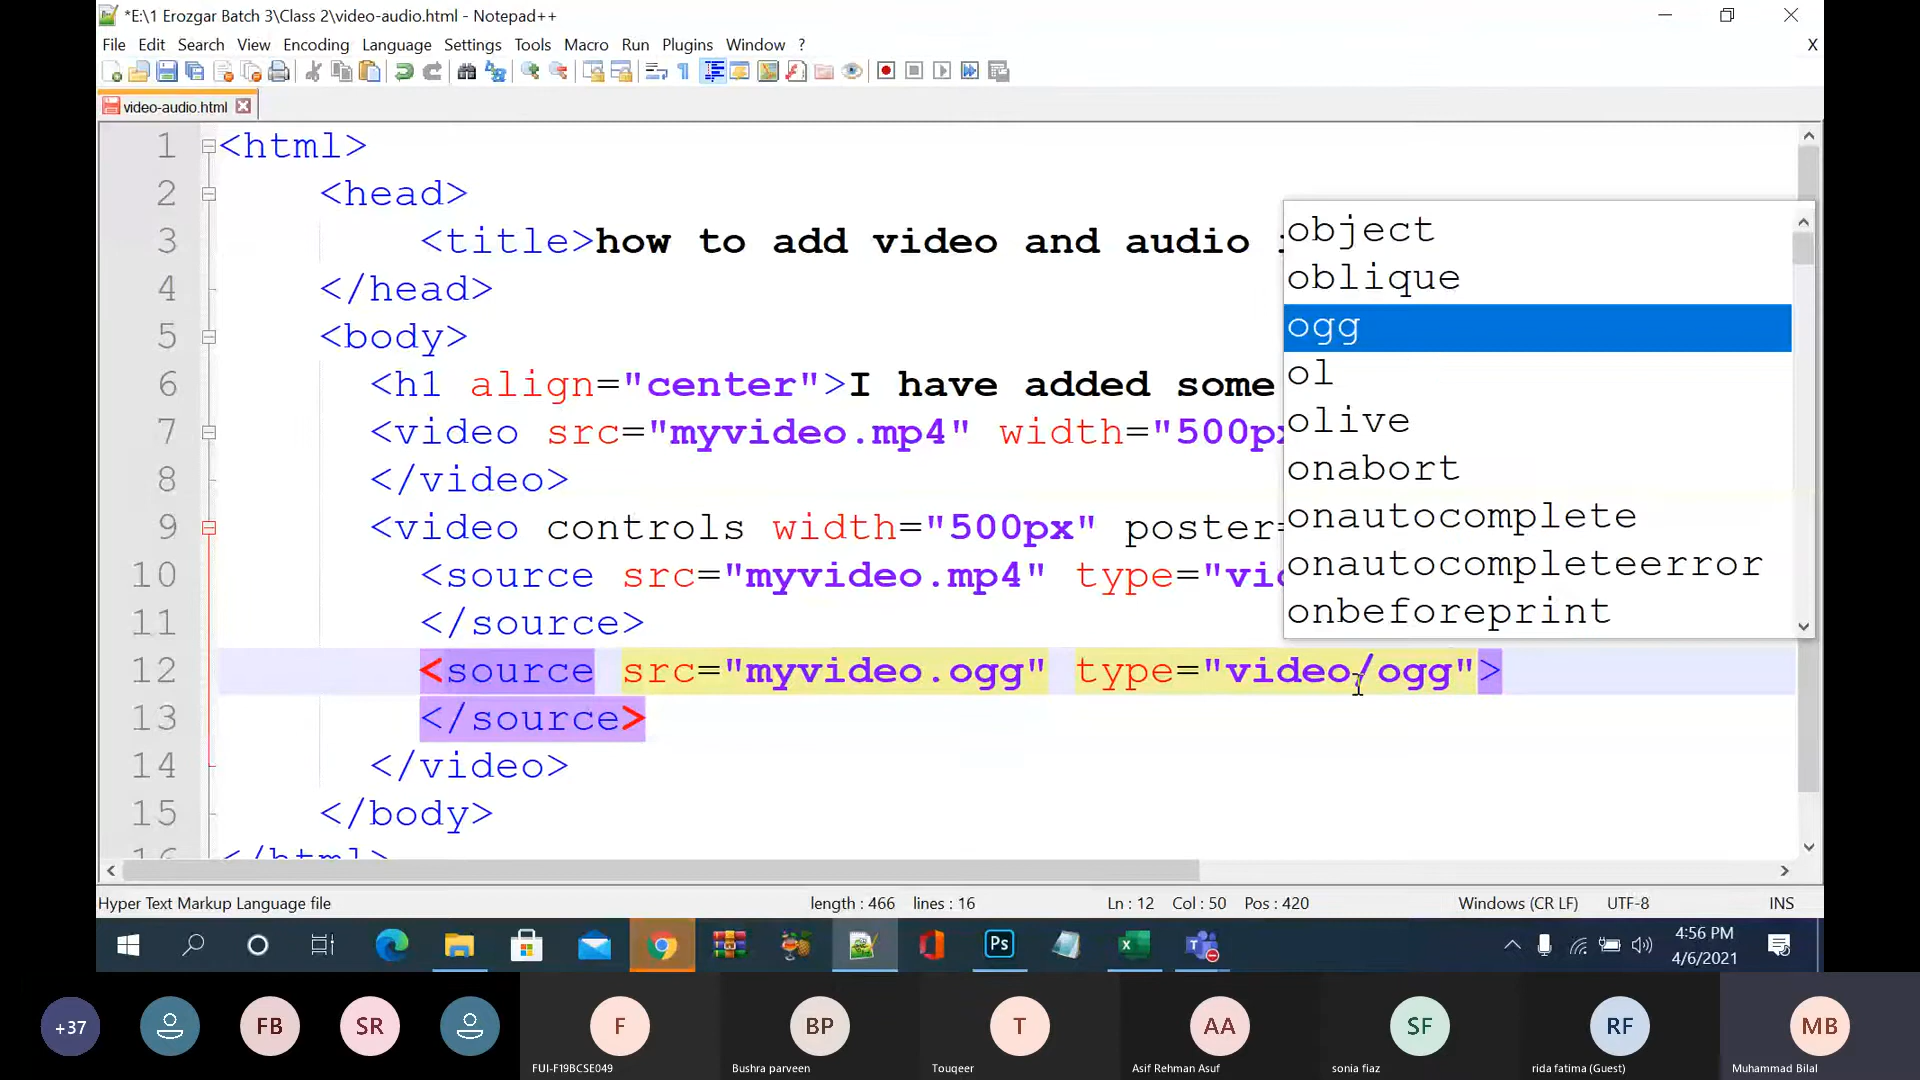 *E:\1 Erozgar Batch 3\Class 2\video-audio.html - Notepad++
File Edit Search View Encoding Language Settings Tools Macro Run Plugins Window ? X
video-audio.html
1 <html>
2 <head>
3 <title>how to add video and audio
4 </head>
5 <body>
6 <h1 align="center">I have added some
7 <video src="myvideo.mp4" width="500px
8 </video>
9 <video controls width="500px" poster=
10 <source src="myvideo.mp4" type="vi
11 </source>
12 <source src="myvideo.ogg" type="video/ogg">
13 </source>
14 </video>
15 </body>
16 </html>
object
oblique
ogg
ol
olive
onabort
onautocomplete
onautocompleteerror
onbeforeprint
Hyper Text Markup Language file length : 466 lines : 16 Ln : 12 Col : 50 Pos : 420 Windows (CR LF) UTF-8 INS
Ps
4:56 PM
4/6/2021
+37 FB SR F BP T AA SF RF MB
FUI-F19BCSE049 Bushra parveen Touqeer Asif Rehman Asuf sonia fiaz rida fatima (Guest) Muhammad Bilal